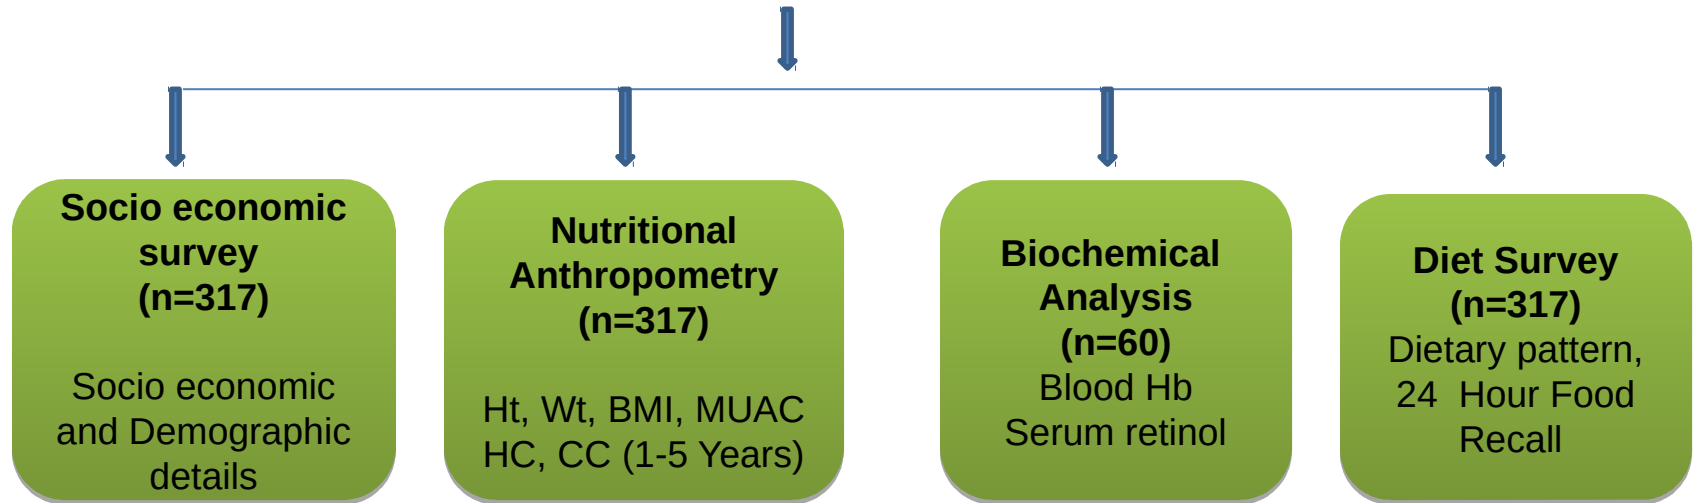 Socio economic
survey
(n=317)
Socio economic
and Demographic
details
Nutritional
Anthropometry
(n=317)
Ht, Wt, BMI, MUAC
HC, CC (1-5 Years)
Biochemical
Analysis
(n=60)
Blood Hb
Serum retinol
Diet Survey
(n=317)
Dietary pattern,
24 Hour Food
Recall